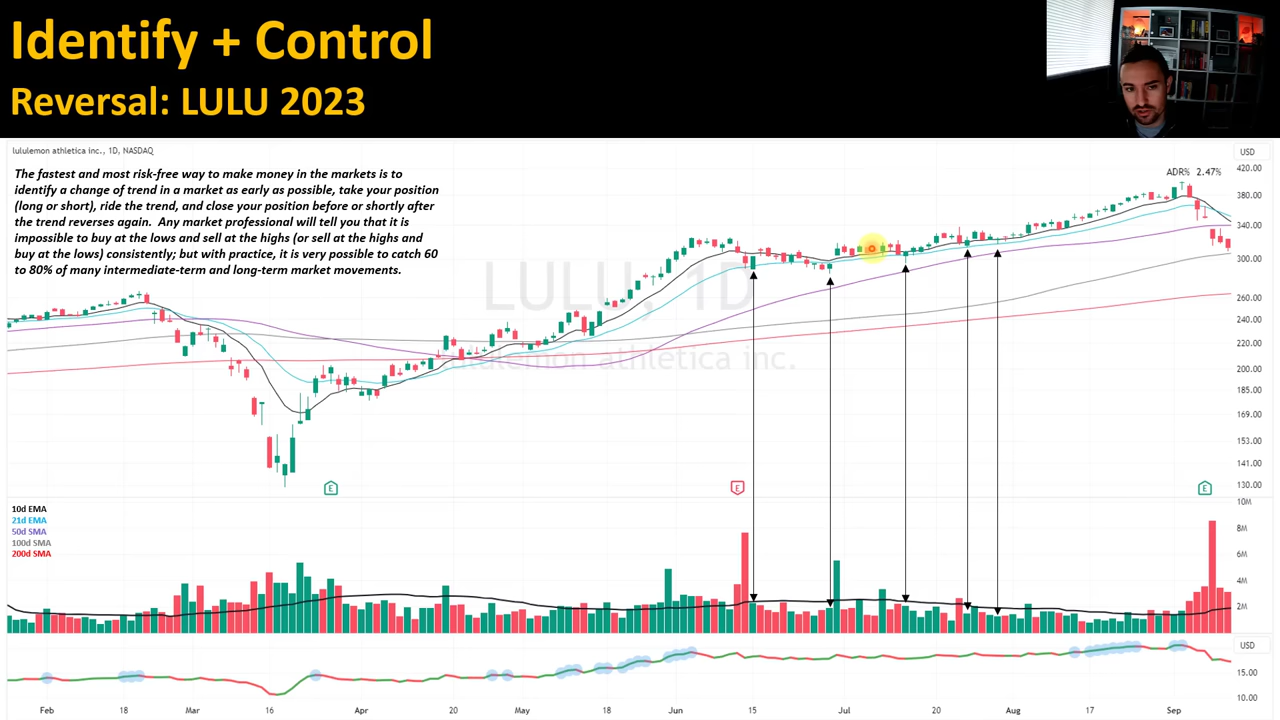 Identify + Control
Reversal: LULU 2023
lululemon athletica inc., 1D, NASDAQ
USD
The fastest and most risk-free way to make money in the markets is to
identify a change of trend in a market as early as possible, take your position
(long or short), ride the trend, and close your position before or shortly after
the trend reverses again. Any market professional will tell you that it is
impossible to buy at the lows and sell at the highs (or sell at the highs and
buy at the lows) consistently but with practice, it is very possible to catch 60
to 80% of many intermediate-term and long-term market movements.
ADR% 2.47%
420.00
380.00
340.00
300.00
260.00
240.00
220.00
200.00
185.00
169.00
153.00
141.00
130.00
LULU, 1D
lululemon athletica inc.
E
E
E
10d EMA
21d EMA
50d SMA
100d SMA
200d SMA
10M
8M
6M
4M
2M
USD
15.00
10.00
Feb 18 Mar 16 Apr 20 May 18 Jun 15 Jul 20 Aug 17 Sep